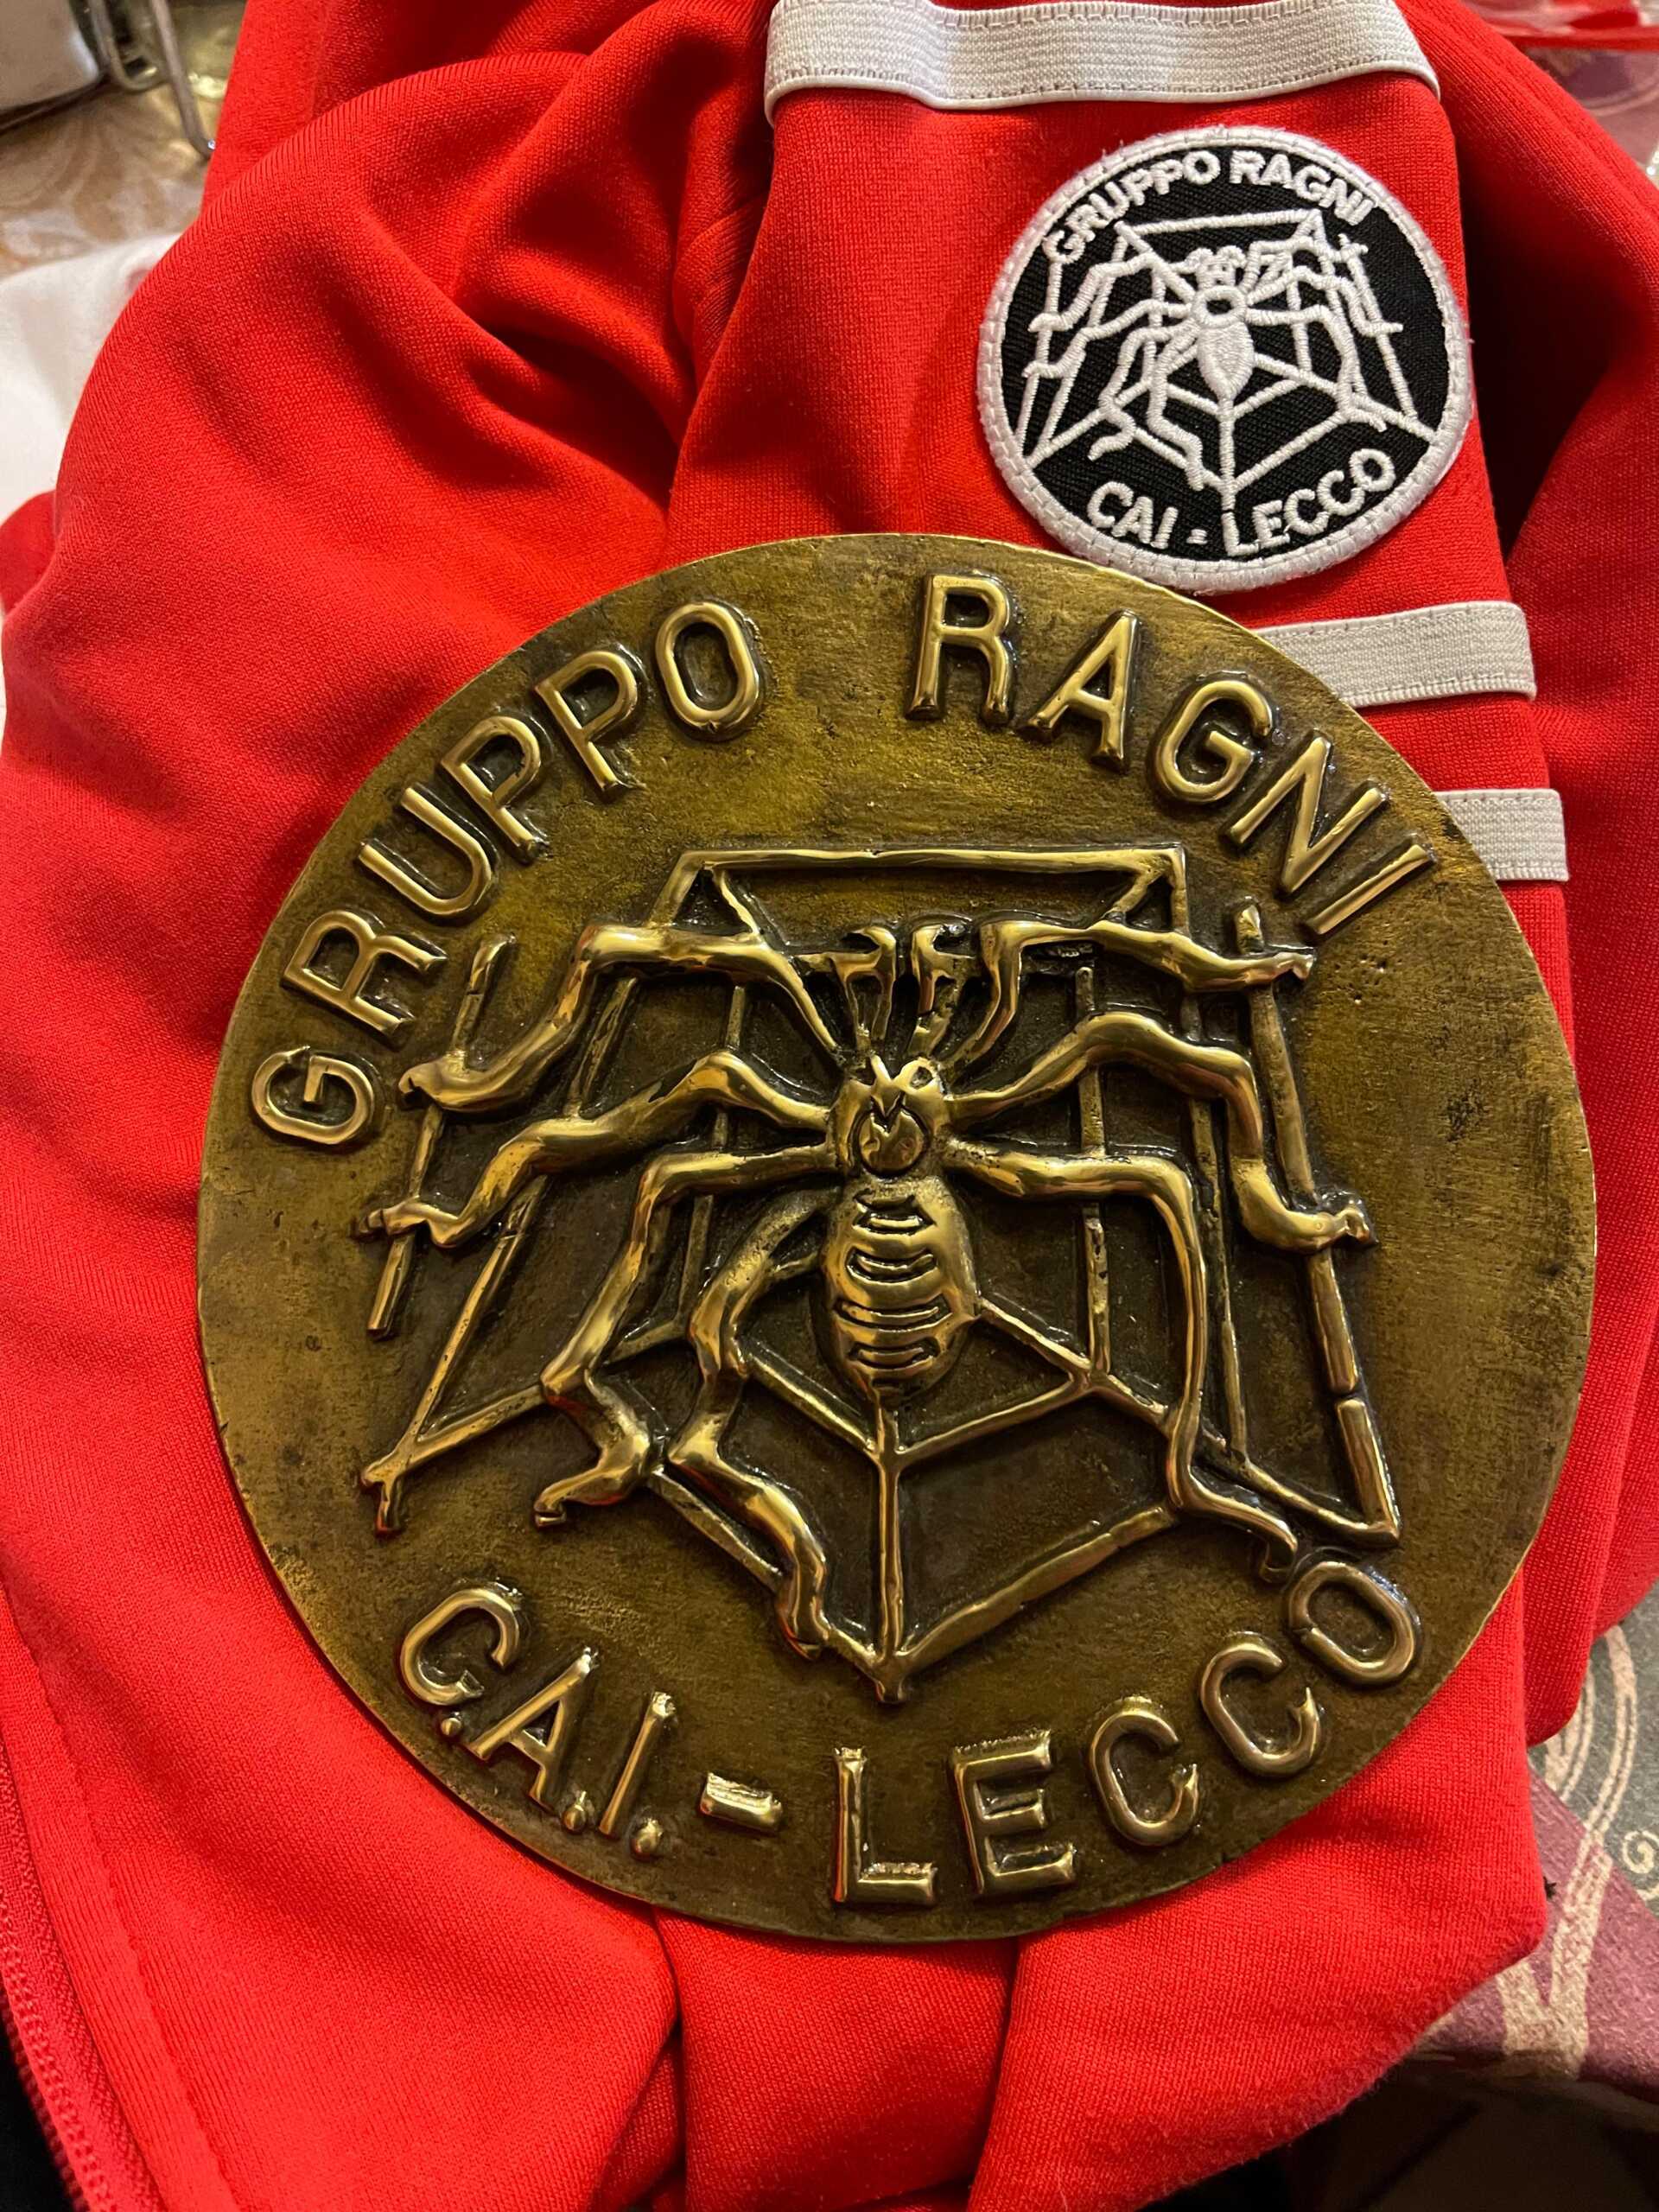 GRUPPO RAGNI
CAI - LECCO
GRUPPO RAGNI
C.A.I. - LECCO